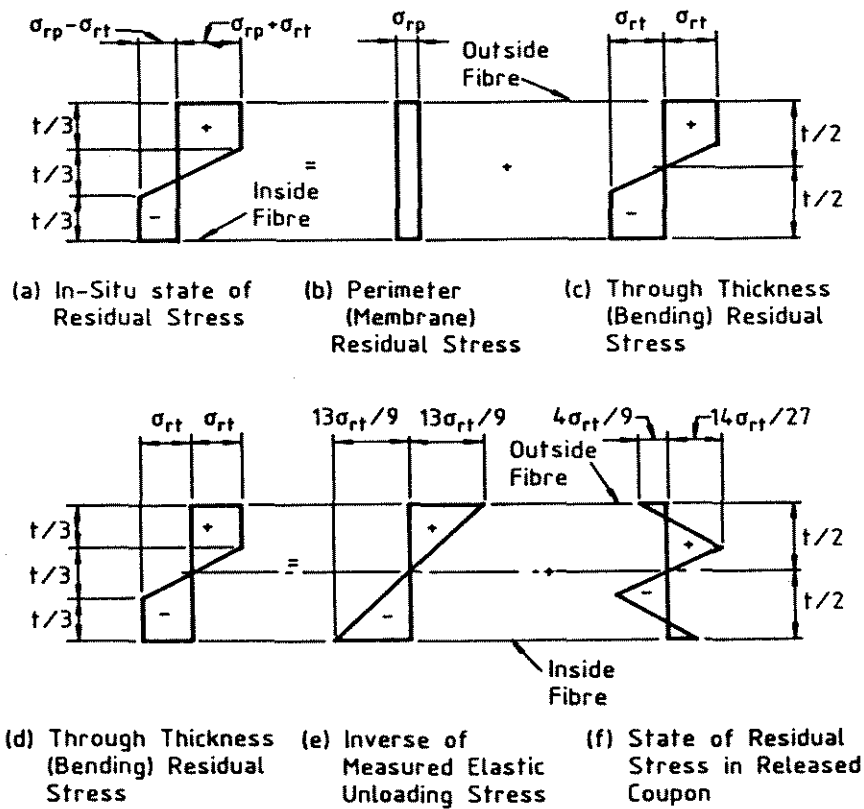 σrp-σrt
σrp+σrt
σrp
σrt
σrt
Outside
Fibre
t/3
t/3
t/3
+
-
=
Inside
Fibre
+
+
-
t/2
t/2
(a) In-Situ state of
Residual Stress
(b) Perimeter
(Membrane)
Residual Stress
(c) Through Thickness
(Bending) Residual
Stress
σrt
σrt
13σrt/9
13σrt/9
4σrt/9
14σrt/27
Outside
Fibre
t/3
t/3
t/3
+
-
=
+
-
+
+
-
t/2
t/2
Inside
Fibre
(d) Through Thickness
(Bending) Residual
Stress
(e) Inverse of
Measured Elastic
Unloading Stress
(f) State of Residual
Stress in Released
Coupon